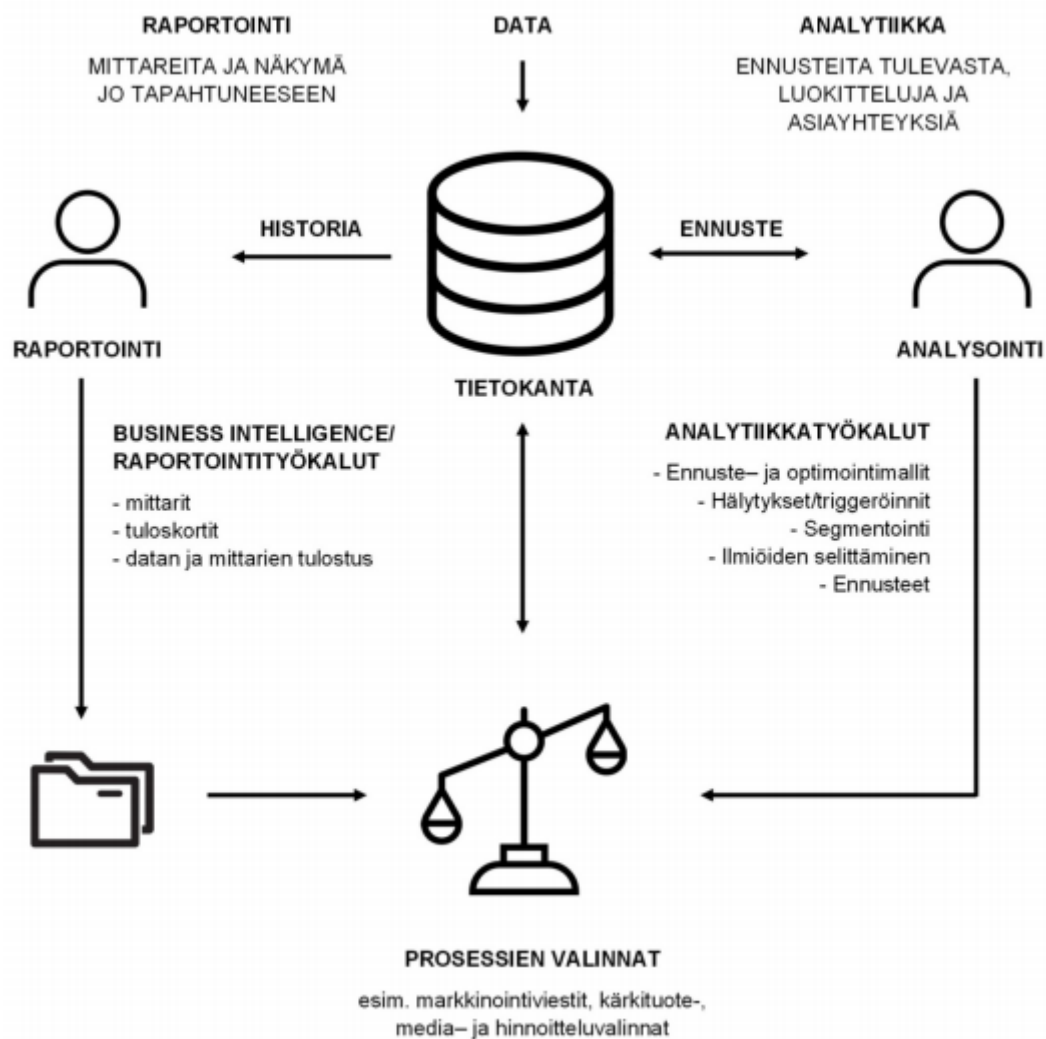 RAPORTOINTI
MITTAREITA JA NÄKYMÄ
JO TAPAHTUNEESEEN
DATA
ANALYTIIKKA
ENNUSTEITA TULEVASTA,
LUOKITTELUJA JA
ASIAYHTEYKSIÄ
HISTORIA
ENNUSTE
RAPORTOINTI
TIETOKANTA
ANALYSOINTI
BUSINESS INTELLIGENCE/
RAPORTOINTITYÖKALUT
- mittarit
- tuloskortit
- datan ja mittarien tulostus
ANALYTIIKKATYÖKALUT
- Ennuste– ja optimointimallit
- Hälytykset/triggeröinnit
- Segmentointi
- Ilmiöiden selittäminen
- Ennusteet
PROSESSIEN VALINNAT
esim. markkinointiviestit, kärkituote-,
media– ja hinnoitteluvalinnat